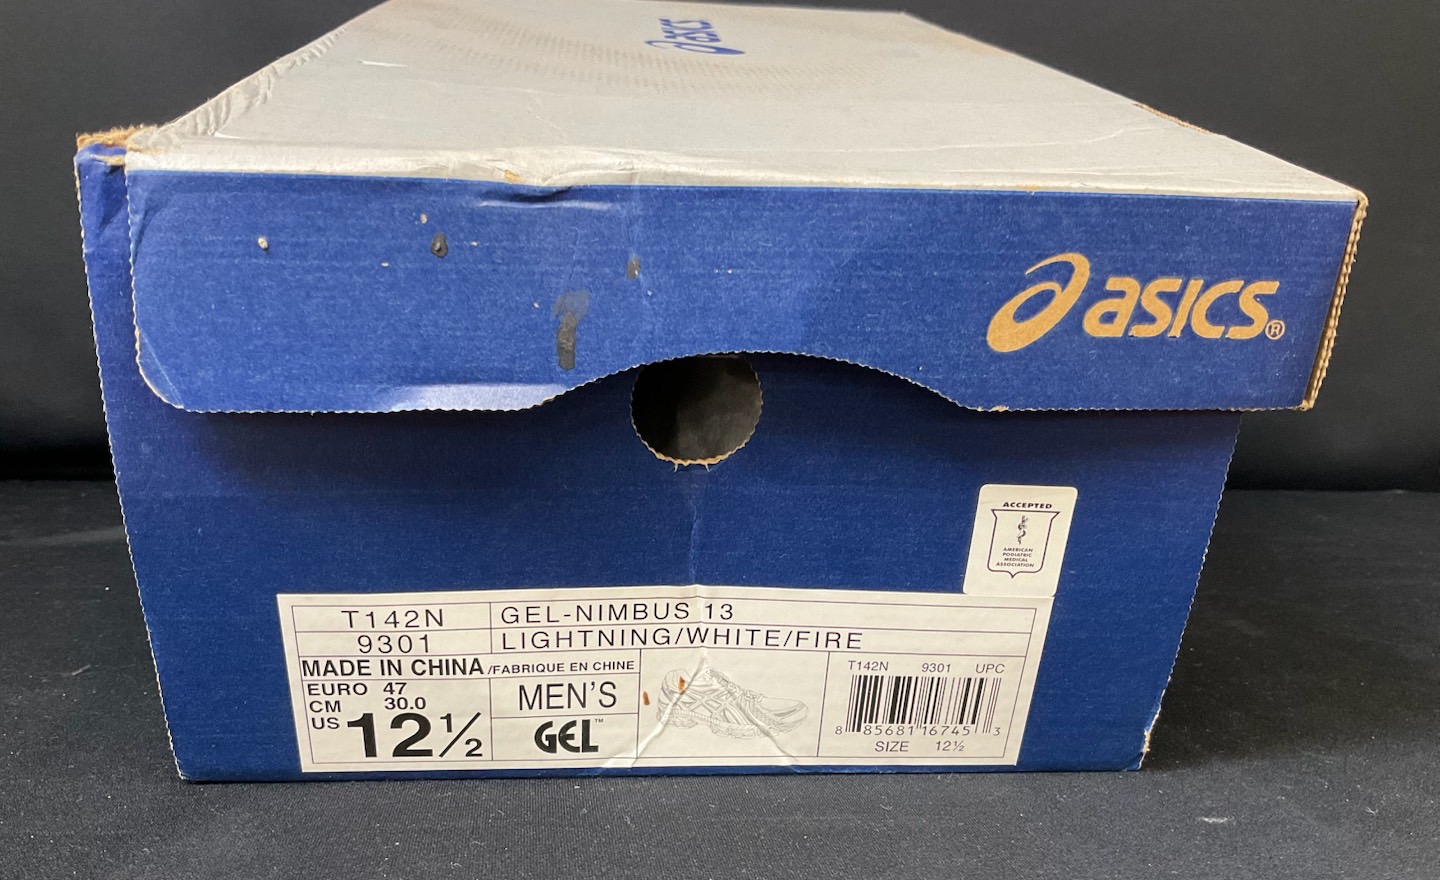 asics
asics®
ACCEPTED
AMERICAN
PODIATRIC
MEDICAL
ASSOCIATION
T142N GEL-NIMBUS 13
9301 LIGHTNING/WHITE/FIRE
MADE IN CHINA/FABRIQUE EN CHINE
EURO 47
CM 30.0
US 12½
MEN'S
GEL™
T142N 9301 UPC
8 85681 16745 3
SIZE 12½